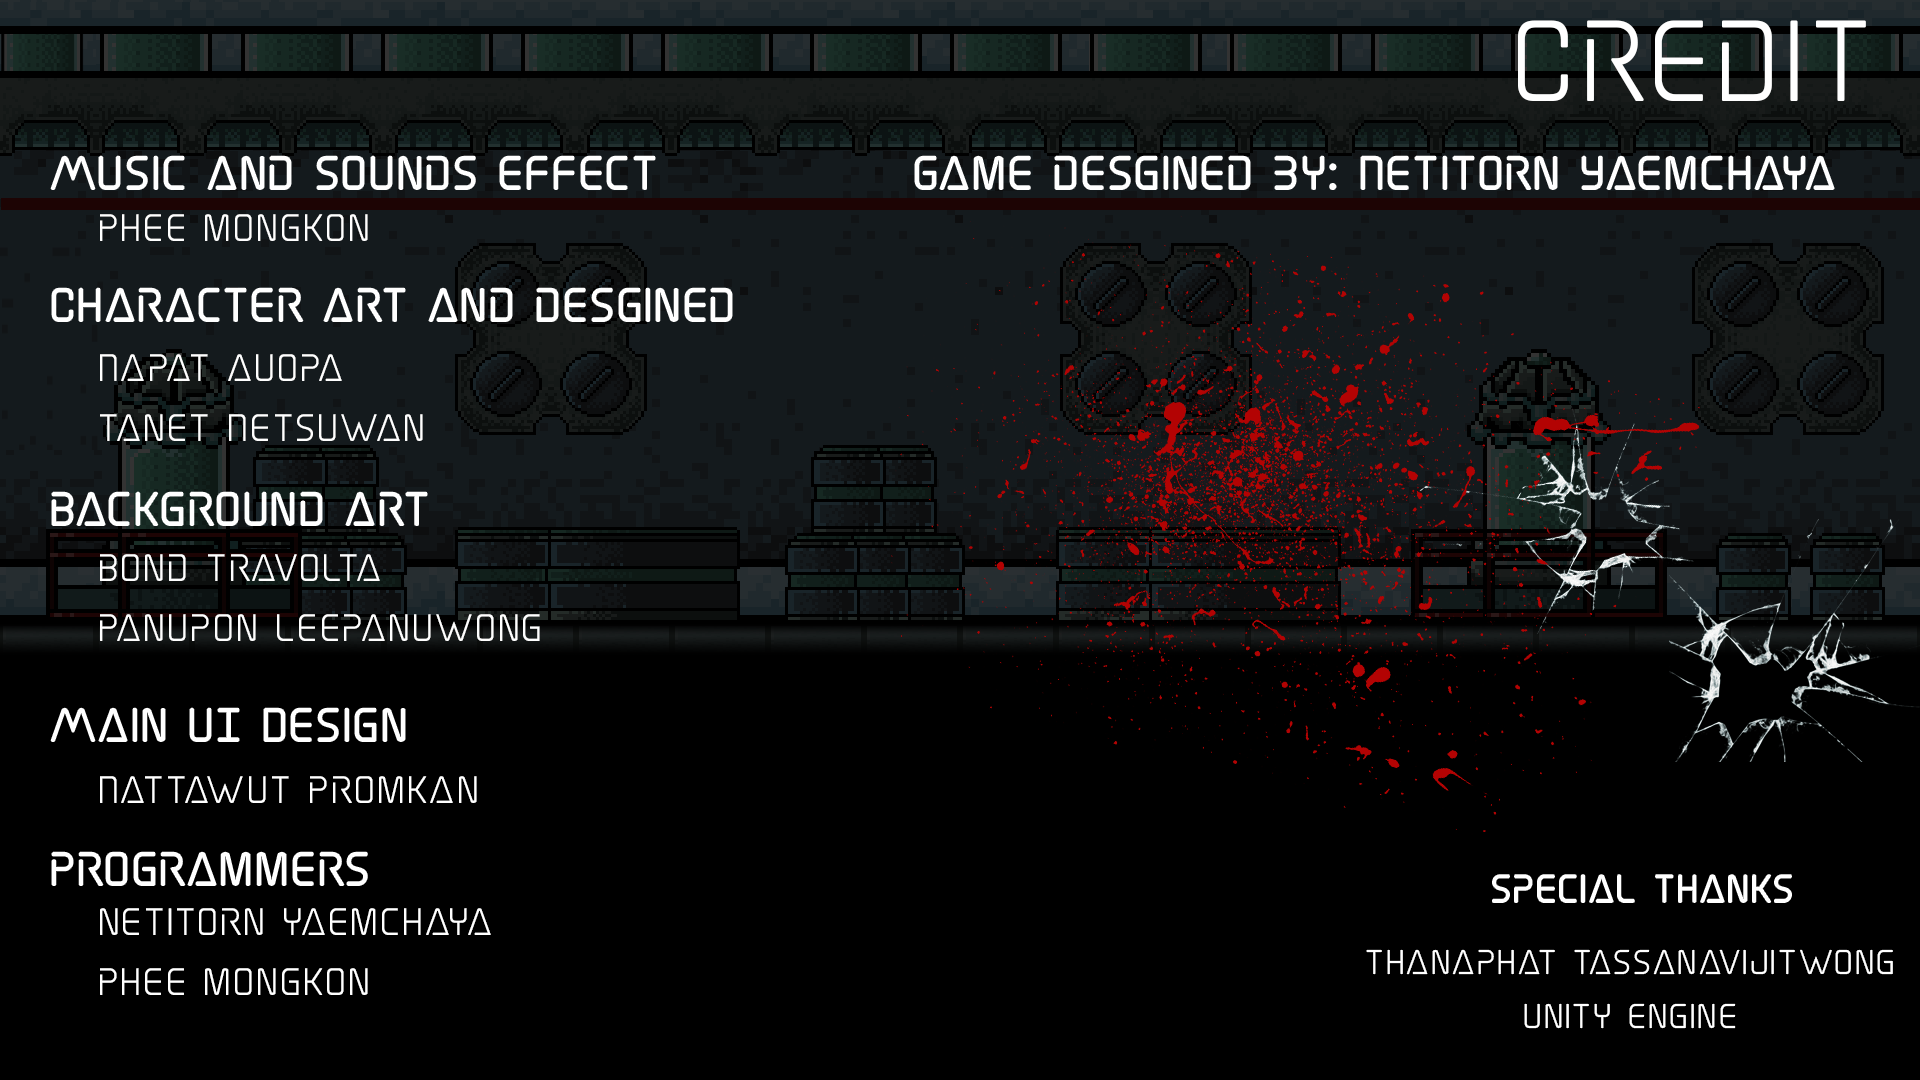 CREDIT
MUSIC AND SOUNDS EFFECT
PHEE MONGKON
CHARACTER ART AND DESGINED
NAPAT AUOPA
TANET NETSUWAN
BACKGROUND ART
BOND TRAVOLTA
PANUPON LEEPANUWONG
MAIN UI DESIGN
NATTAWUT PROMKAN
PROGRAMMERS
NETITORN YAEMCHAYA
PHEE MONGKON
GAME DESGINED BY: NETITORN YAEMCHAYA
SPECIAL THANKS
THANAPHAT TASSANAVIJITWONG
UNITY ENGINE